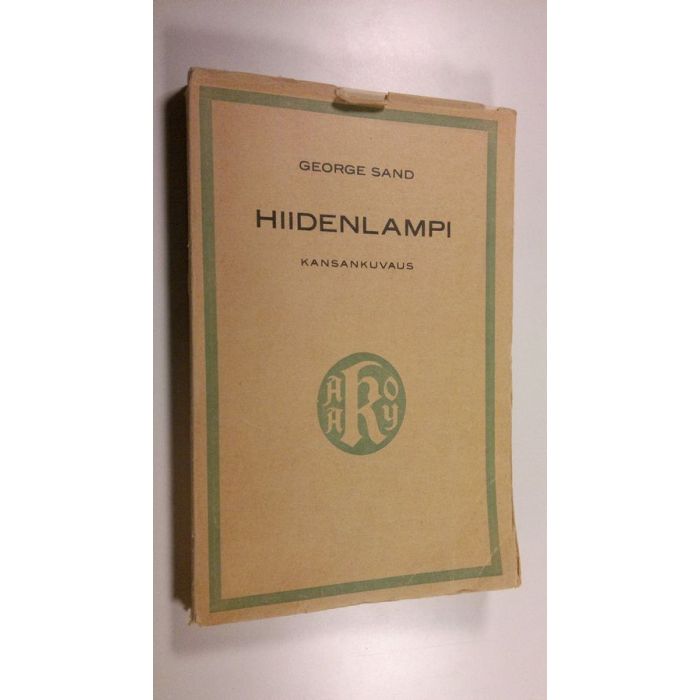 GEORGE SAND
HIIDENLAMPI
KANSANKUVAUS
A K O
A Y